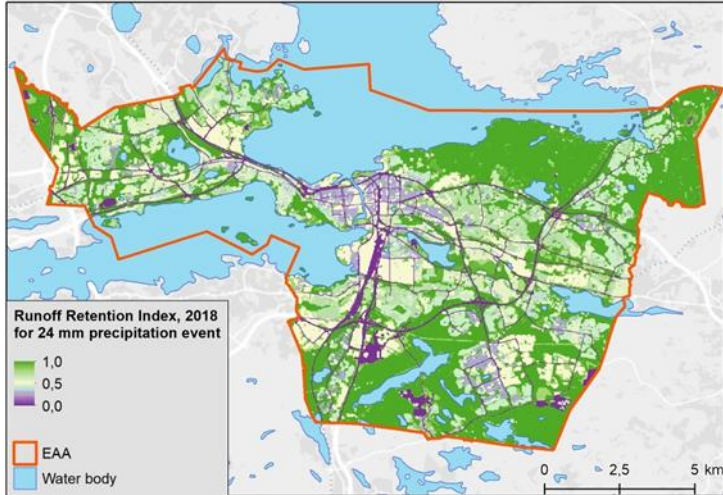 Runoff Retention Index, 2018
for 24 mm precipitation event
1,0
0,5
0,0
EAA
Water body
0 2,5 5 km